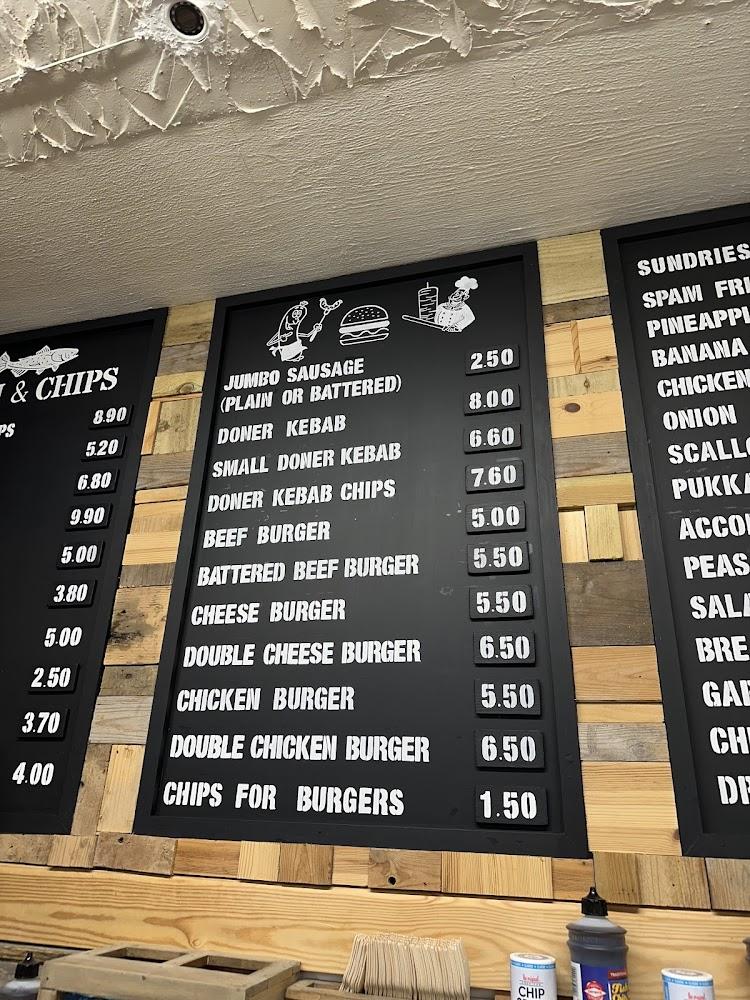 & CHIPS
8.90
5.20
6.80
9.90
5.00
3.80
5.00
2.50
3.70
4.00
JUMBO SAUSAGE
(PLAIN OR BATTERED) 2.50
DONER KEBAB 8.00
SMALL DONER KEBAB 6.60
DONER KEBAB CHIPS 7.60
BEEF BURGER 5.00
BATTERED BEEF BURGER 5.50
CHEESE BURGER 5.50
DOUBLE CHEESE BURGER 6.50
CHICKEN BURGER 5.50
DOUBLE CHICKEN BURGER 6.50
CHIPS FOR BURGERS 1.50
SUNDRIES
SPAM FRI
PINEAPPL
BANANA
CHICKEN
ONION
SCALLO
PUKKA
ACCO
PEAS
SALA
BRE
GAR
CHI
DR
CHIP